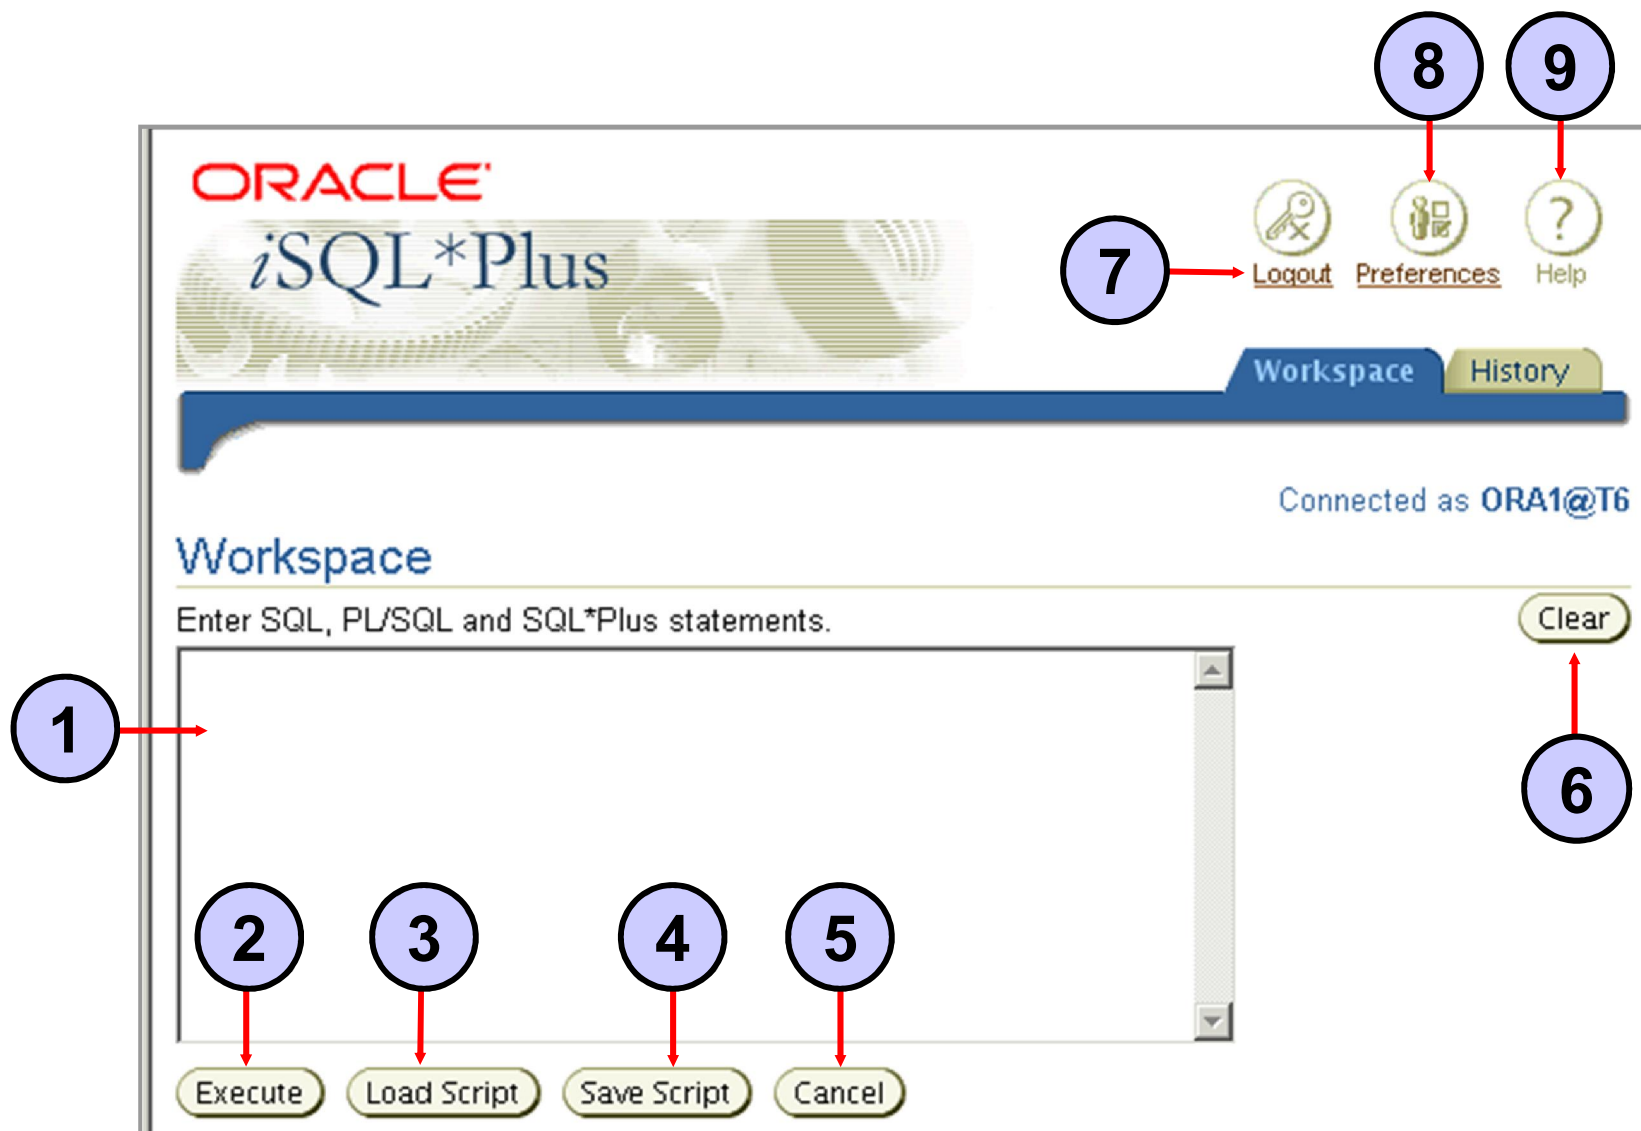 8 9
ORACLE
iSQL*Plus
7
Logout Preferences Help
Workspace History
Connected as ORA1@T6
Workspace
Enter SQL, PL/SQL and SQL*Plus statements.
Clear
1
6
2 3 4 5
Execute Load Script Save Script Cancel